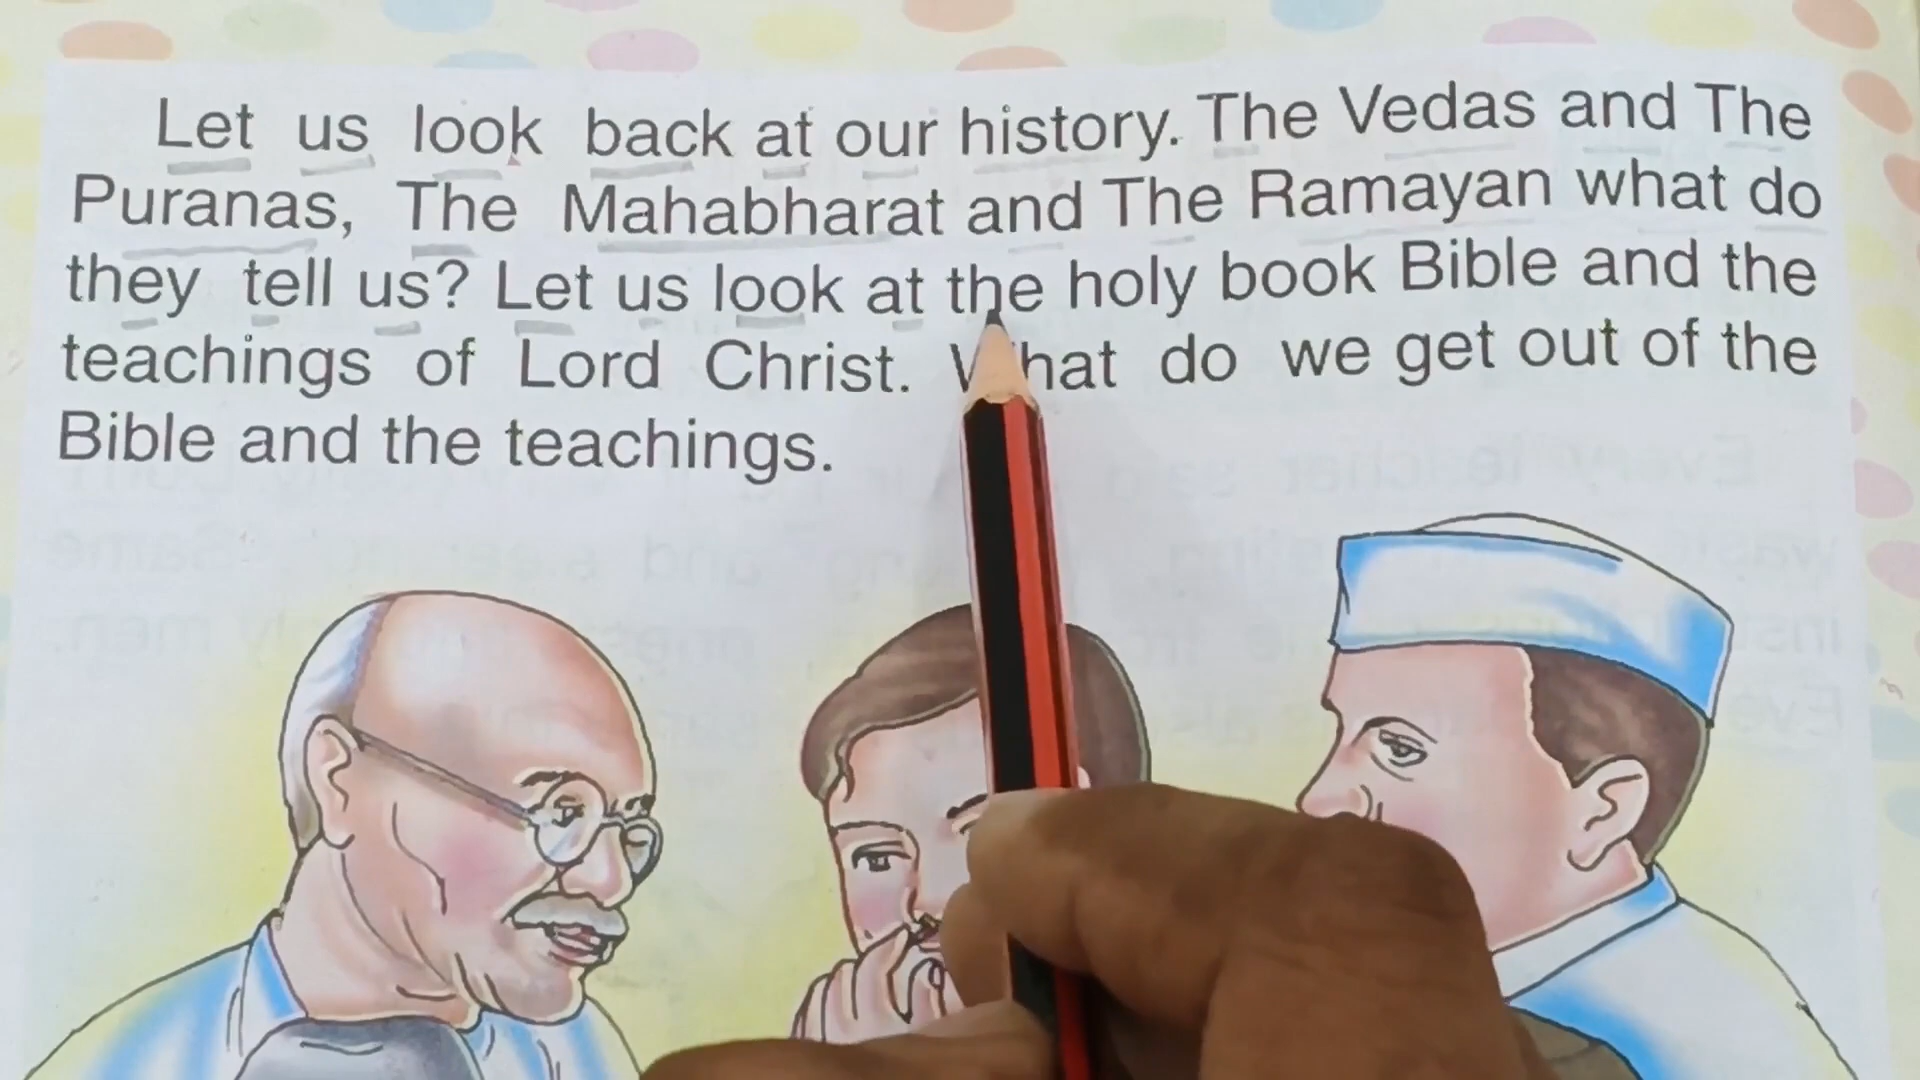 Let us look back at our history. The Vedas and The
Puranas, The Mahabharat and The Ramayan what do
they tell us? Let us look at the holy book Bible and the
teachings of Lord Christ. What do we get out of the
Bible and the teachings.